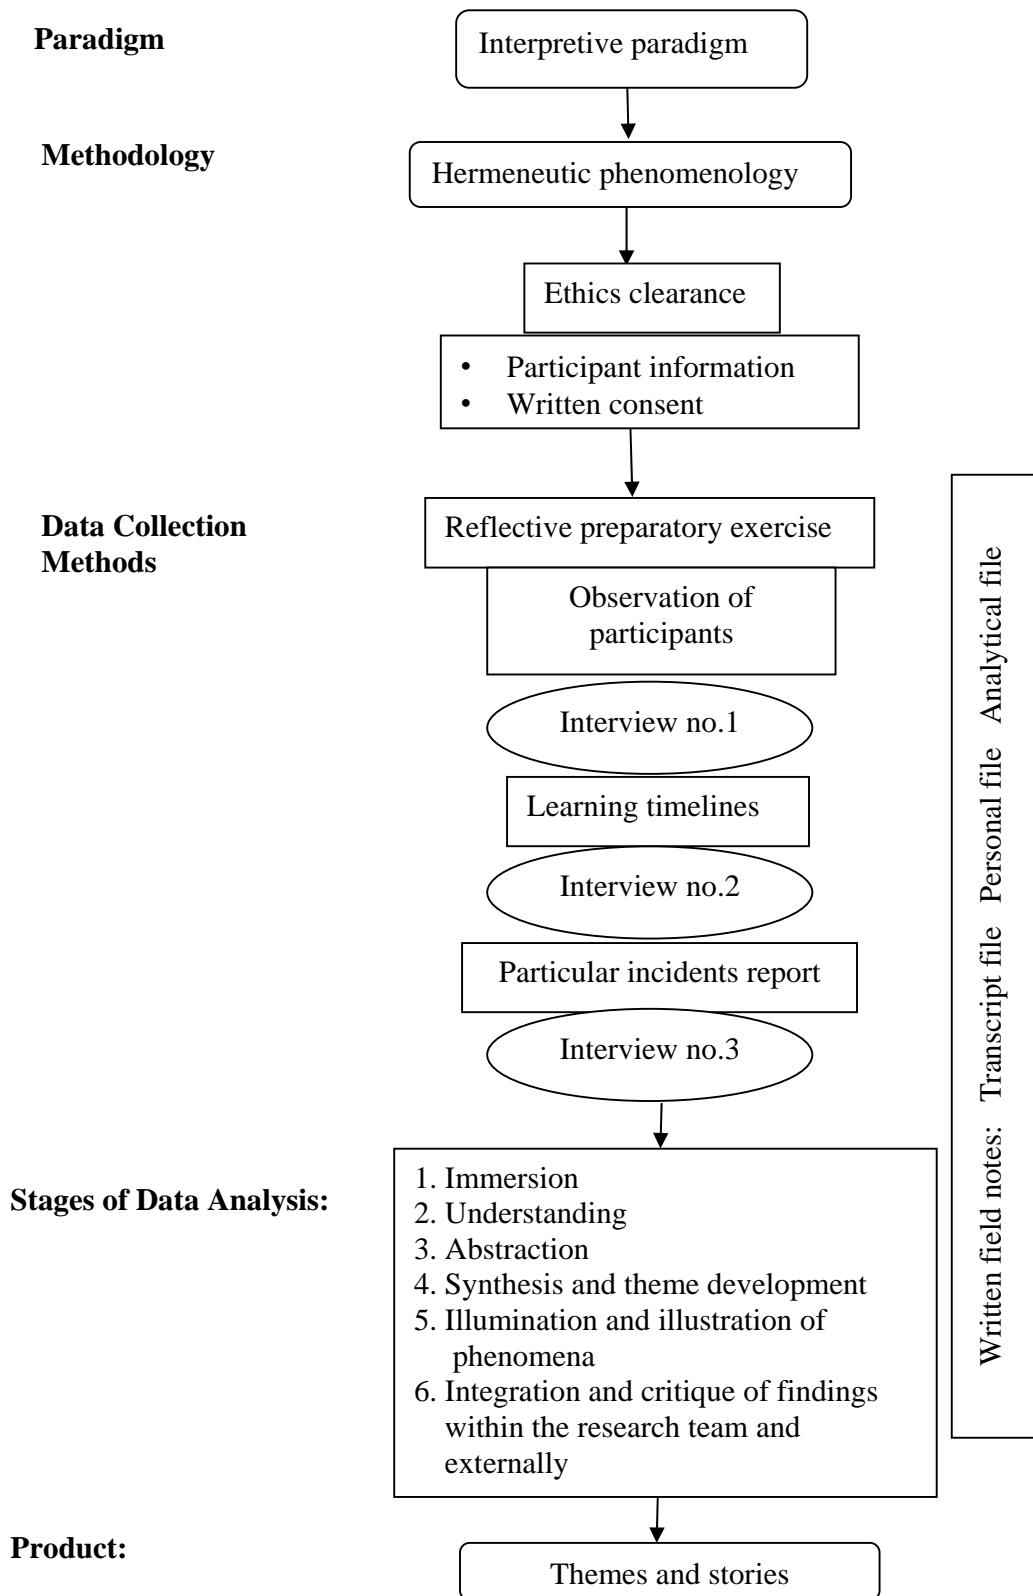 Paradigm
Interpretive paradigm
Methodology
Hermeneutic phenomenology
Ethics clearance
• Participant information
• Written consent
Data Collection
Methods
Reflective preparatory exercise
Observation of
participants
Interview no.1
Learning timelines
Interview no.2
Particular incidents report
Interview no.3
Written field notes: Transcript file Personal file Analytical file
Stages of Data Analysis:
1. Immersion
2. Understanding
3. Abstraction
4. Synthesis and theme development
5. Illumination and illustration of
phenomena
6. Integration and critique of findings
within the research team and
externally
Product:
Themes and stories